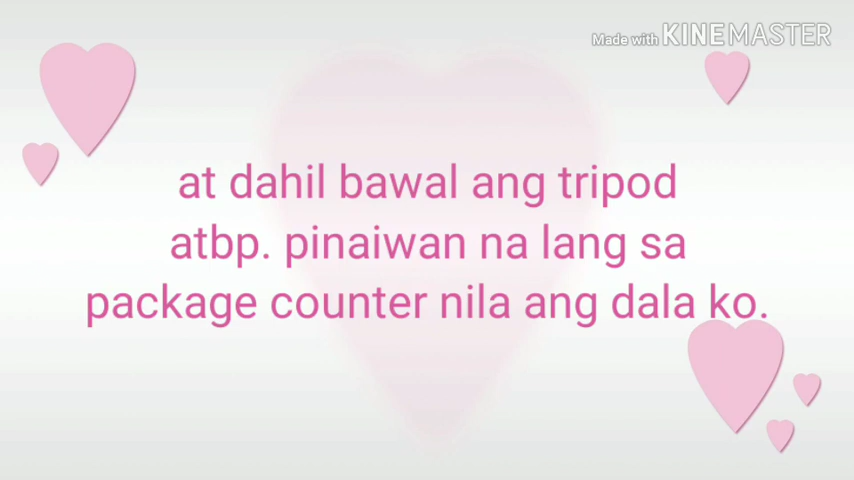 Made with KINEMASTER
at dahil bawal ang tripod
atbp. pinaiwan na lang sa
package counter nila ang dala ko.